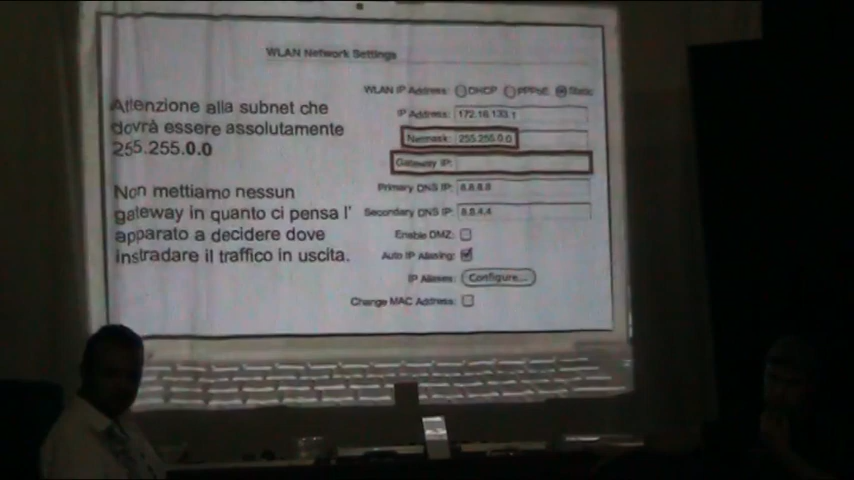 WLAN Network Settings
Attenzione alla subnet che
dovrà essere assolutamente
255.255.0.0
Non mettiamo nessun
gateway in quanto ci pensa l'
apparato a decidere dove
instradare il traffico in uscita.
WLAN IP Address: DHCP PPPoE Static
IP Address: 172.16.133.1
Netmask: 255.255.0.0
Gateway IP:
Primary DNS IP: 8.8.8.8
Secondary DNS IP: 8.8.4.4
Enable DMZ:
Auto IP Aliasing:
IP Aliases: Configure...
Change MAC Address: